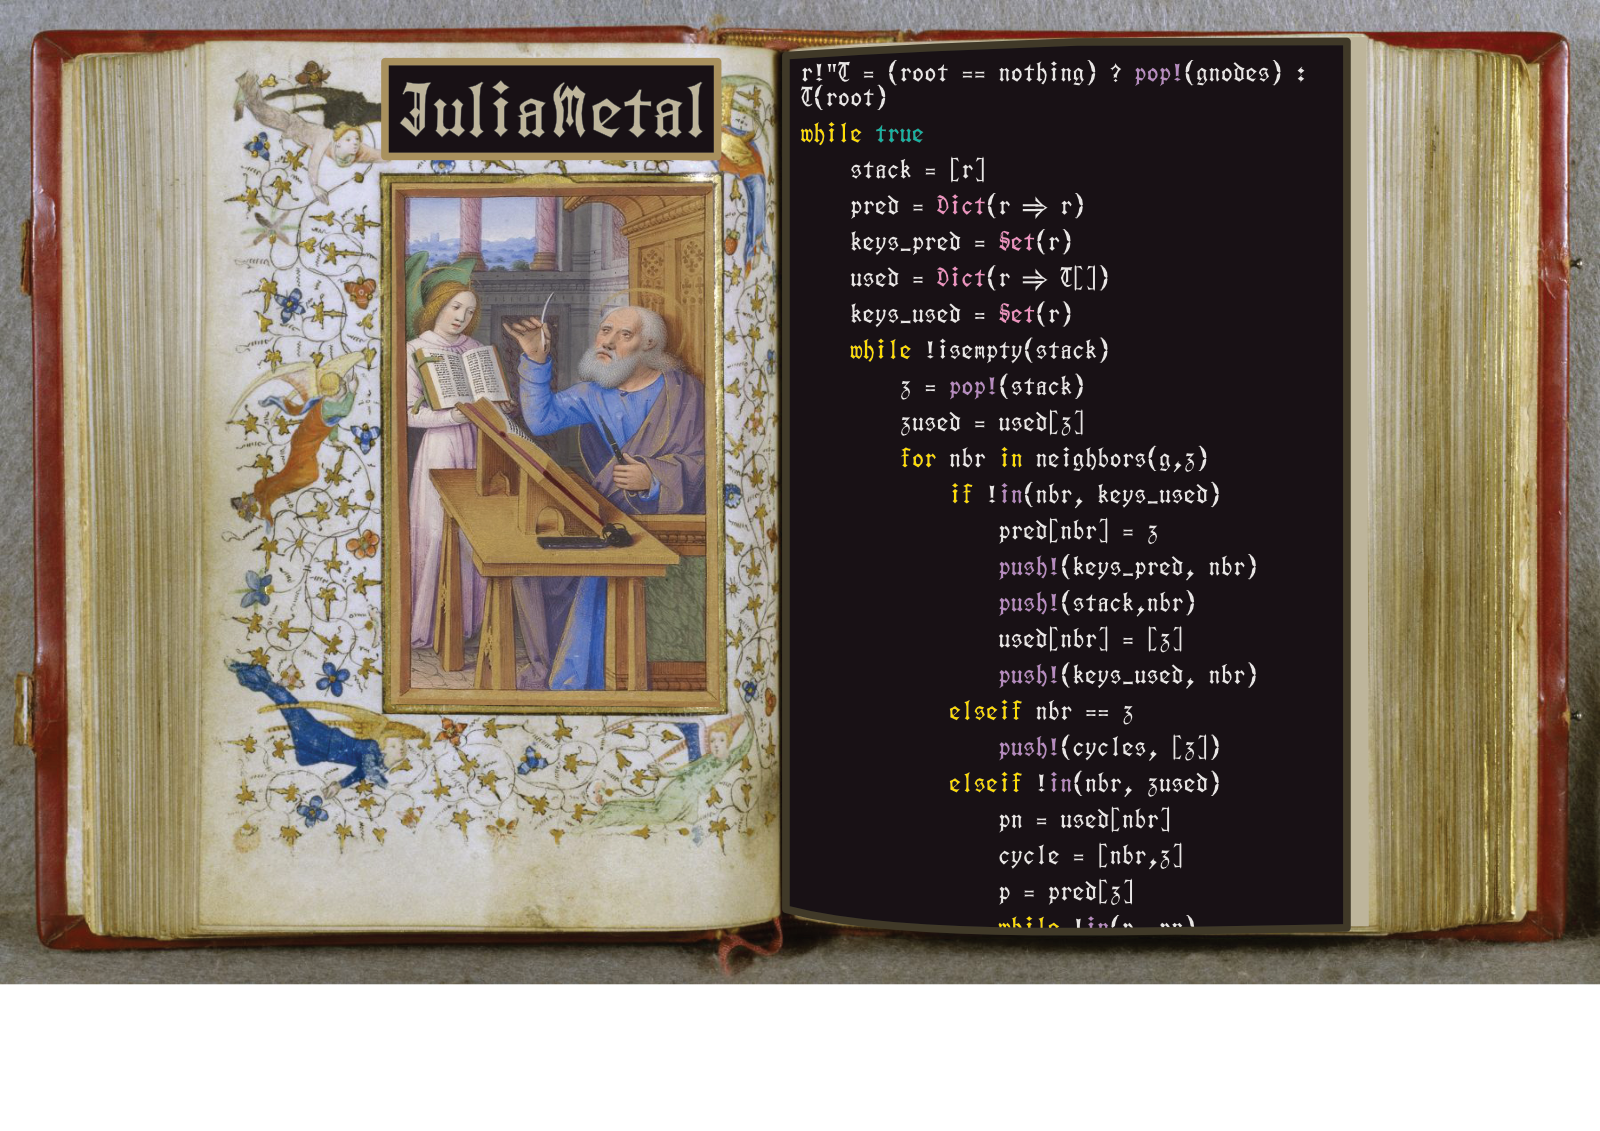 JuliaMetal
r!"T = (root == nothing) ? pop!(gnodes) :
T(root)
while true
    stack = [r]
    pred = Dict(r ⇒ r)
    keys_pred = Set(r)
    used = Dict(r ⇒ T[])
    keys_used = Set(r)
    while !isempty(stack)
        z = pop!(stack)
        zused = used[z]
        for nbr in neighbors(g,z)
            if !in(nbr, keys_used)
                pred[nbr] = z
                push!(keys_pred, nbr)
                push!(stack,nbr)
                used[nbr] = [z]
                push!(keys_used, nbr)
            elseif nbr == z
                push!(cycles, [z])
            elseif !in(nbr, zused)
                pn = used[nbr]
                cycle = [nbr,z]
                p = pred[z]
                while !in(p, pn)